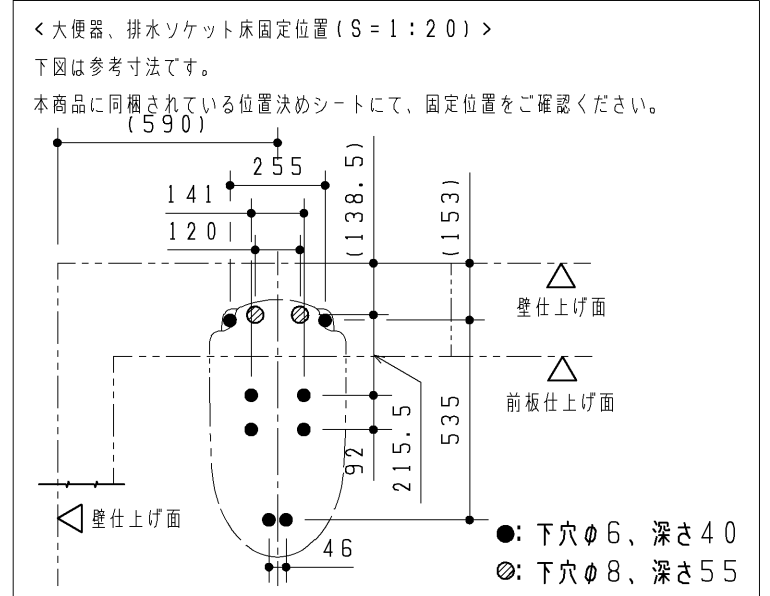 <大便器、排水ソケット床固定位置(S=1:20)>
下図は参考寸法です。
本商品に同梱されている位置決めシートにて、固定位置をご確認ください。
(590)
255
141
120
(138.5)
(153)
壁仕上げ面
前板仕上げ面
535
215.5
92
壁仕上げ面
46
●:下穴φ6、深さ40
:下穴φ8、深さ55